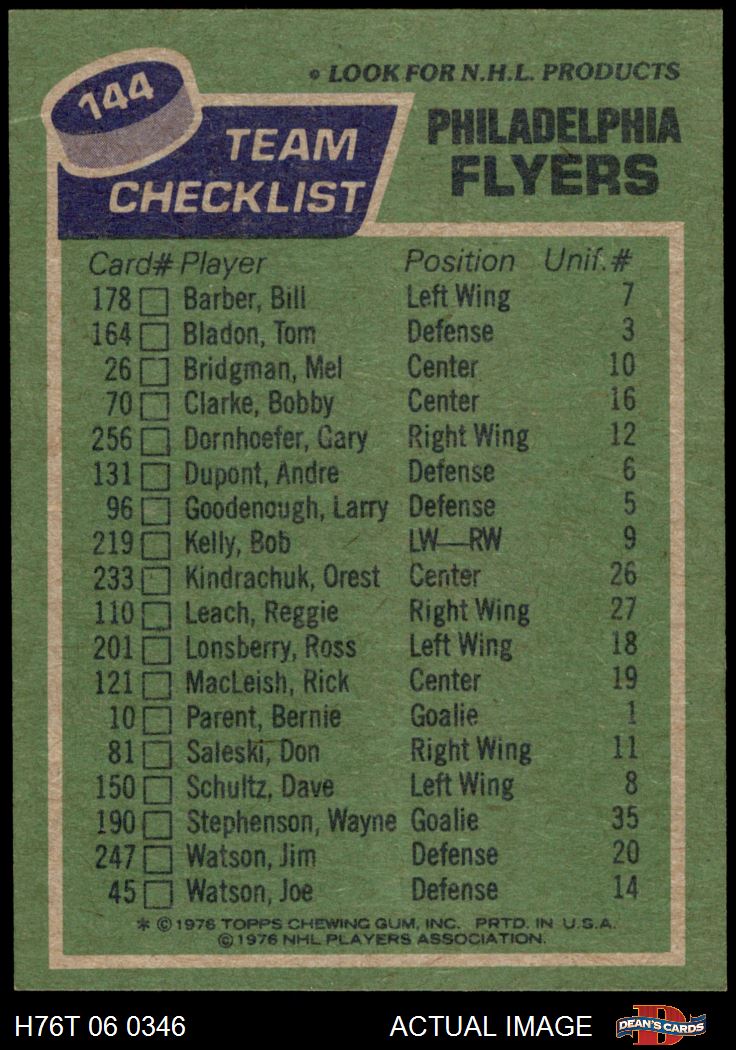 144
• LOOK FOR N.H.L. PRODUCTS
TEAM CHECKLIST
PHILADELPHIA FLYERS
Card# Player Position Unif.#
178 Barber, Bill Left Wing 7
164 Bladon, Tom Defense 3
26 Bridgman, Mel Center 10
70 Clarke, Bobby Center 16
256 Dornhoefer, Gary Right Wing 12
131 Dupont, Andre Defense 6
96 Goodenough, Larry Defense 5
219 Kelly, Bob LW—RW 9
233 Kindrachuk, Orest Center 26
110 Leach, Reggie Right Wing 27
201 Lonsberry, Ross Left Wing 18
121 MacLeish, Rick Center 19
10 Parent, Bernie Goalie 1
81 Saleski, Don Right Wing 11
150 Schultz, Dave Left Wing 8
190 Stephenson, Wayne Goalie 35
247 Watson, Jim Defense 20
45 Watson, Joe Defense 14
* © 1976 TOPPS CHEWING GUM, INC. PRTD. IN U.S.A.
© 1976 NHL PLAYERS ASSOCIATION.
H76T 06 0346 ACTUAL IMAGE D DEAN'S CARDS